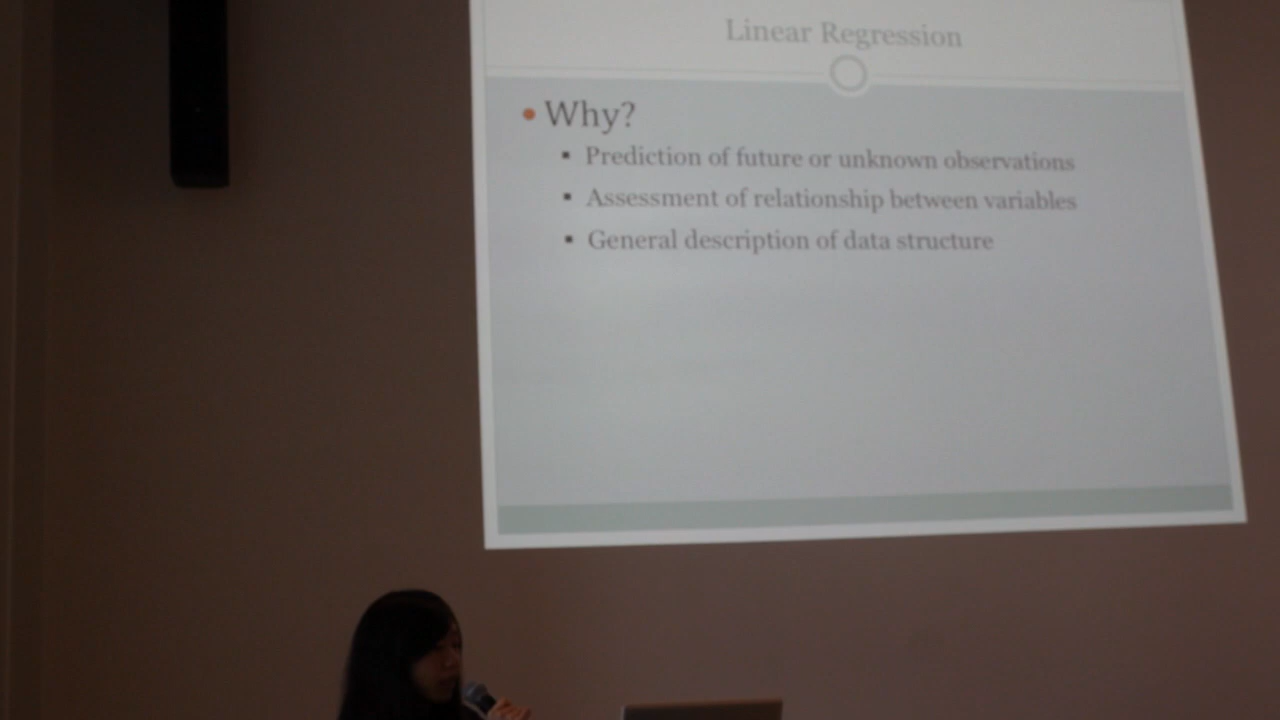 Linear Regression
• Why?
▪ Prediction of future or unknown observations
▪ Assessment of relationship between variables
▪ General description of data structure